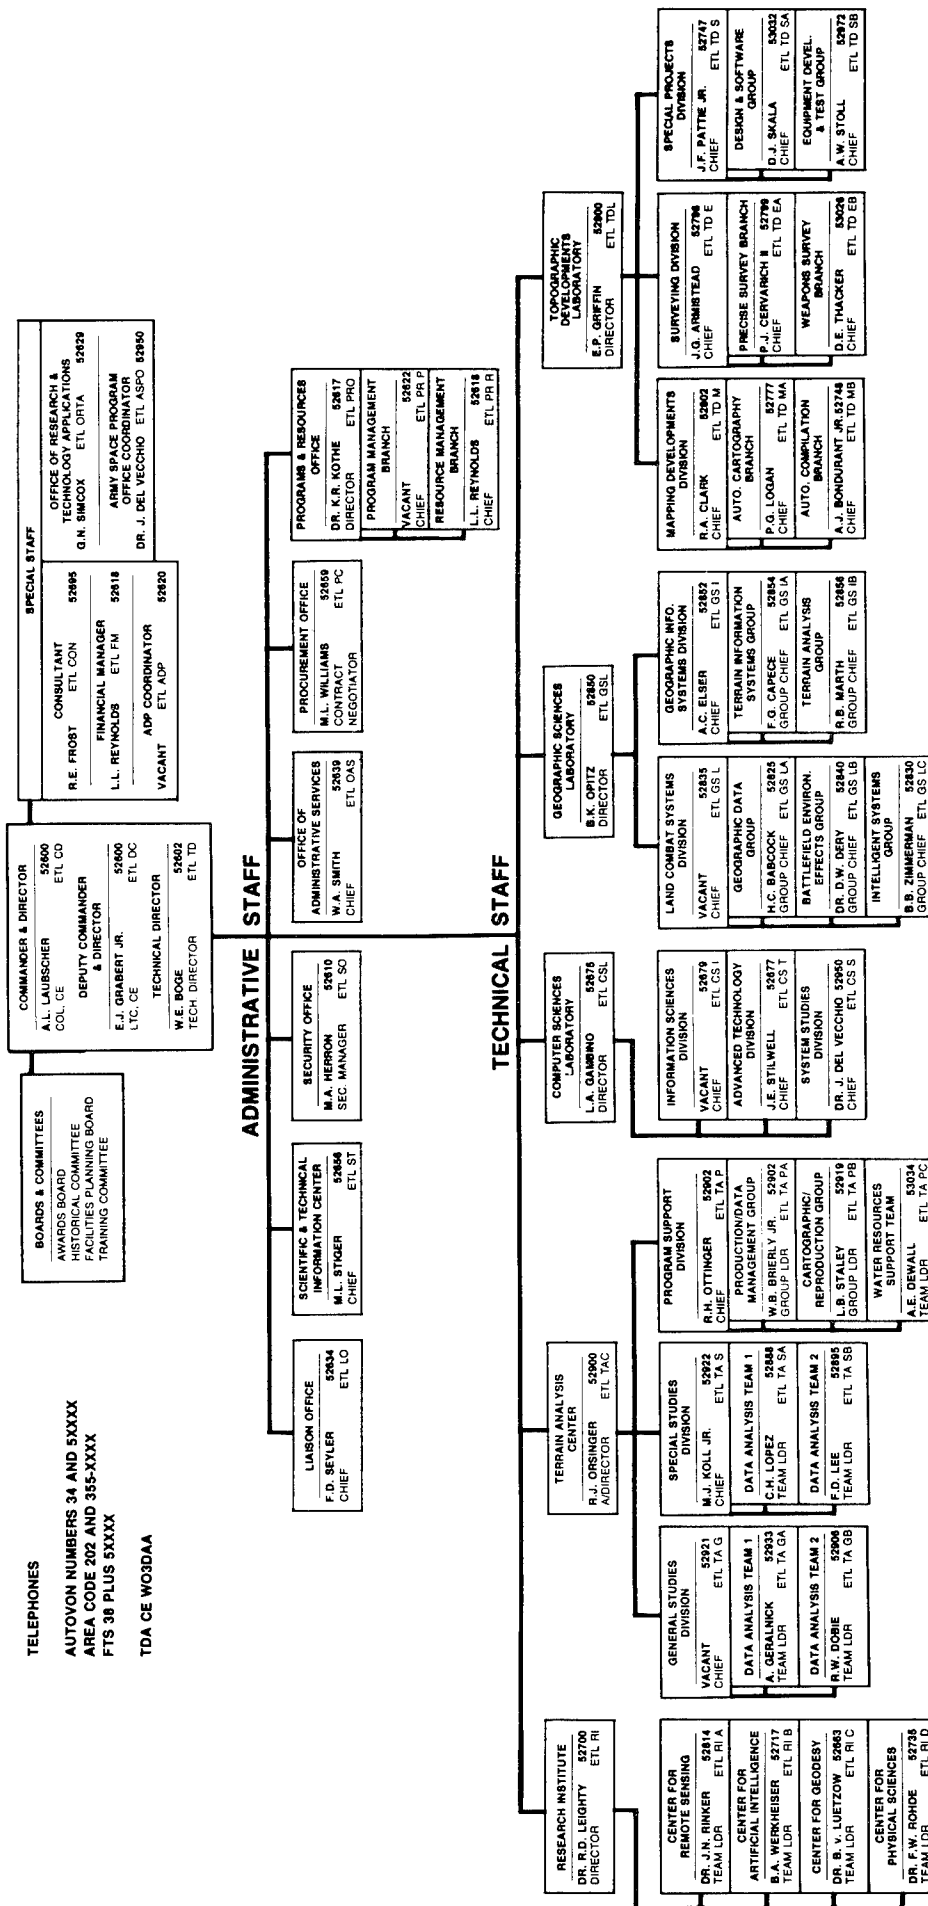 TELEPHONES
AUTOVON NUMBERS 34 AND 5XXXX
AREA CODE 202 AND 355-XXXX
FTS 38 PLUS 5XXXX
TDA CE WO3DAA
BOARDS & COMMITTEES
AWARDS BOARD
HISTORICAL COMMITTEE
FACILITIES PLANNING BOARD
TRAINING COMMITTEE
COMMANDER & DIRECTOR
A.L. LAUBSCHER 52600
COL, CE ETL CD
DEPUTY COMMANDER
& DIRECTOR
E.J. GRABERT JR. 52600
LTC, CE ETL DC
TECHNICAL DIRECTOR
W.E. BOGE 52602
TECH. DIRECTOR ETL TD
SPECIAL STAFF
CONSULTANT
R.E. FROST ETL CON 52695
FINANCIAL MANAGER
L.L. REYNOLDS ETL FM 52618
ADP COORDINATOR
VACANT ETL ADP 52620
OFFICE OF RESEARCH &
TECHNOLOGY APPLICATIONS
G.N. SIMCOX ETL ORTA 52629
ARMY SPACE PROGRAM
OFFICE COORDINATOR
DR. J. DEL VECCHIO ETL ASPO 52950
ADMINISTRATIVE STAFF
LIAISON OFFICE
F.D. SEYLER 52634
CHIEF ETL LO
SCIENTIFIC & TECHNICAL
INFORMATION CENTER
M.L. STIGER 52656
CHIEF ETL ST
SECURITY OFFICE
M.A. HERRON 52610
SEC. MANAGER ETL SO
OFFICE OF
ADMINISTRATIVE SERVICES
W.A. SMITH 52639
CHIEF ETL OAS
PROCUREMENT OFFICE
M.L. WILLIAMS 52659
CONTRACT ETL PC
NEGOTIATOR
PROGRAMS & RESOURCES
OFFICE
DR. K.R. KOTHE 52617
DIRECTOR ETL PRO
PROGRAM MANAGEMENT
BRANCH
VACANT 52622
CHIEF ETL PR P
RESOURCE MANAGEMENT
BRANCH
L.L. REYNOLDS 52618
CHIEF ETL PR R
TECHNICAL STAFF
RESEARCH INSTITUTE
DR. R.D. LEIGHTY 52700
DIRECTOR ETL RI
CENTER FOR
REMOTE SENSING
DR. J.N. RINKER 52814
TEAM LDR ETL RI A
CENTER FOR
ARTIFICIAL INTELLIGENCE
B.A. WERKHEISER 52717
TEAM LDR ETL RI B
CENTER FOR GEODESY
DR. B. v. LUETZOW 52663
TEAM LDR ETL RI C
CENTER FOR
PHYSICAL SCIENCES
DR. F.W. ROHDE 52735
TEAM LDR ETL RI D
TERRAIN ANALYSIS
CENTER
R.J. ORSINGER 52900
A/DIRECTOR ETL TAC
GENERAL STUDIES
DIVISION
VACANT 52921
CHIEF ETL TA G
DATA ANALYSIS TEAM 1
A. GERALNICK 52933
TEAM LDR ETL TA GA
DATA ANALYSIS TEAM 2
R.W. DOBIE 52906
TEAM LDR ETL TA GB
SPECIAL STUDIES
DIVISION
M.J. KOLL JR. 52922
CHIEF ETL TA S
DATA ANALYSIS TEAM 1
C.H. LOPEZ 52888
TEAM LDR ETL TA SA
DATA ANALYSIS TEAM 2
F.D. LEE 52895
TEAM LDR ETL TA SB
PROGRAM SUPPORT
DIVISION
R.H. OTTINGER 52902
CHIEF ETL TA P
PRODUCTION/DATA
MANAGEMENT GROUP
W.B. BRIERLY JR. 52902
GROUP LDR ETL TA PA
CARTOGRAPHIC/
REPRODUCTION GROUP
L.B. STALEY 52919
GROUP LDR ETL TA PB
WATER RESOURCES
SUPPORT TEAM
A.E. DEWALL 53034
TEAM LDR ETL TA PC
COMPUTER SCIENCES
LABORATORY
L.A. GAMBINO 52675
DIRECTOR ETL CSL
INFORMATION SCIENCES
DIVISION
VACANT 52679
CHIEF ETL CS I
ADVANCED TECHNOLOGY
DIVISION
J.E. STILWELL 52677
CHIEF ETL CS T
SYSTEM STUDIES
DIVISION
DR. J. DEL VECCHIO 52950
CHIEF ETL CS S
GEOGRAPHIC SCIENCES
LABORATORY
B.K. OPITZ 52850
DIRECTOR ETL GSL
LAND COMBAT SYSTEMS
DIVISION
VACANT 52835
CHIEF ETL GS L
GEOGRAPHIC DATA
GROUP
H.C. BABCOCK 52825
GROUP CHIEF ETL GS LA
BATTLEFIELD ENVIRON.
EFFECTS GROUP
DR. D.W. DERY 52840
GROUP CHIEF ETL GS LB
INTELLIGENT SYSTEMS
GROUP
B.B. ZIMMERMAN 52830
GROUP CHIEF ETL GS LC
GEOGRAPHIC INFO.
SYSTEMS DIVISION
A.C. ELSER 52852
CHIEF ETL GS I
TERRAIN INFORMATION
SYSTEMS GROUP
F.G. CAPECE 52854
GROUP CHIEF ETL GS IA
TERRAIN ANALYSIS
GROUP
R.B. MARTH 52856
GROUP CHIEF ETL GS IB
TOPOGRAPHIC
DEVELOPMENTS
LABORATORY
E.P. GRIFFIN 52800
DIRECTOR ETL TDL
MAPPING DEVELOPMENTS
DIVISION
R.A. CLARK 52802
CHIEF ETL TD M
AUTO. CARTOGRAPHY
BRANCH
P.G. LOGAN 52777
CHIEF ETL TD MA
AUTO. COMPILATION
BRANCH
A.J. BONDURANT JR. 52748
CHIEF ETL TD MB
SURVEYING DIVISION
J.G. ARMISTEAD 52798
CHIEF ETL TD E
PRECISE SURVEY BRANCH
P.J. CERVARICH II 52799
CHIEF ETL TD EA
WEAPONS SURVEY
BRANCH
D.E. THACKER 53026
CHIEF ETL TD EB
SPECIAL PROJECTS
DIVISION
J.F. PATTIE JR. 52747
CHIEF ETL TD S
DESIGN & SOFTWARE
GROUP
D.J. SKALA 53032
CHIEF ETL TD SA
EQUIPMENT DEVEL.
& TEST GROUP
A.W. STOLL 52972
CHIEF ETL TD SB